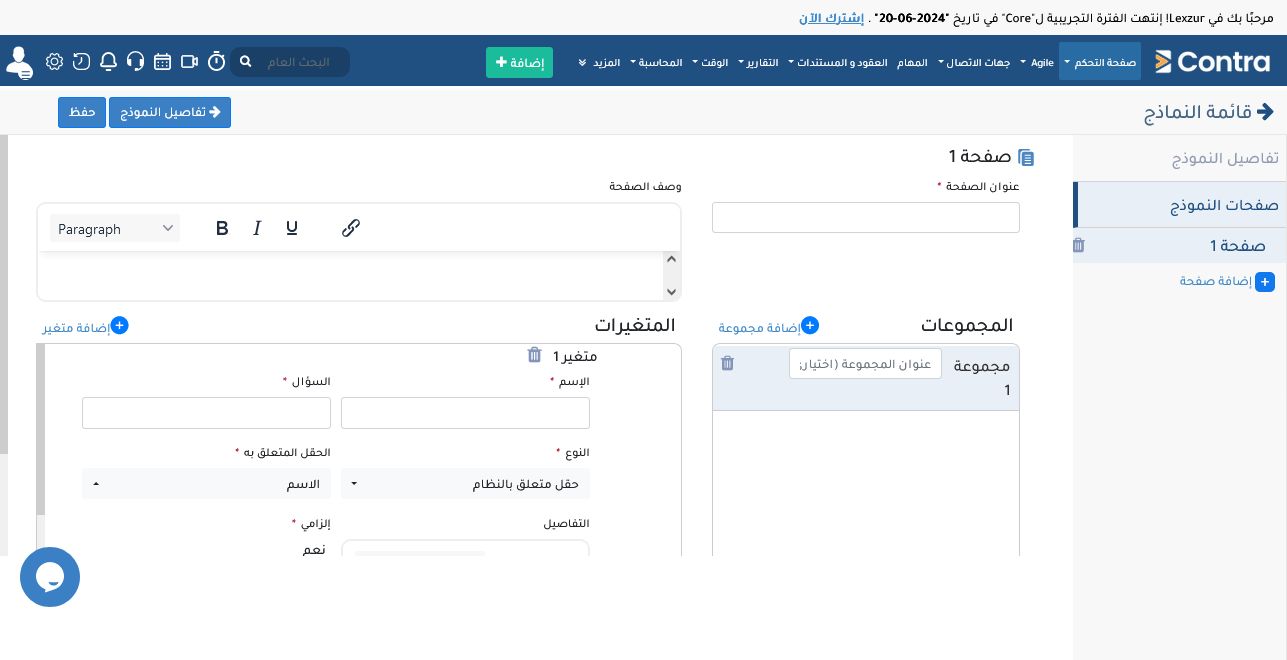 مرحبًا بك في Lexzur! إنتهت الفترة التجريبية ل"Core" في تاريخ "2024-06-20" . إشترك الآن
Contra صفحة التحكم Agile جهات الاتصال العقود و المستندات المهام التقارير الوقت المحاسبة المزيد إضافة + البحث العام
قائمة النماذج
تفاصيل النموذج حفظ
تفاصيل النموذج
صفحات النموذج
صفحة 1
إضافة صفحة
صفحة 1
عنوان الصفحة * وصف الصفحة
Paragraph B I U
المجموعات إضافة مجموعة
مجموعة 1 عنوان المجموعة (اختياري
المتغيرات إضافة متغير
متغير 1
الإسم * السؤال *
النوع * الحقل المتعلق به *
حقل متعلق بالنظام الاسم
التفاصيل إلزامي *
نعم